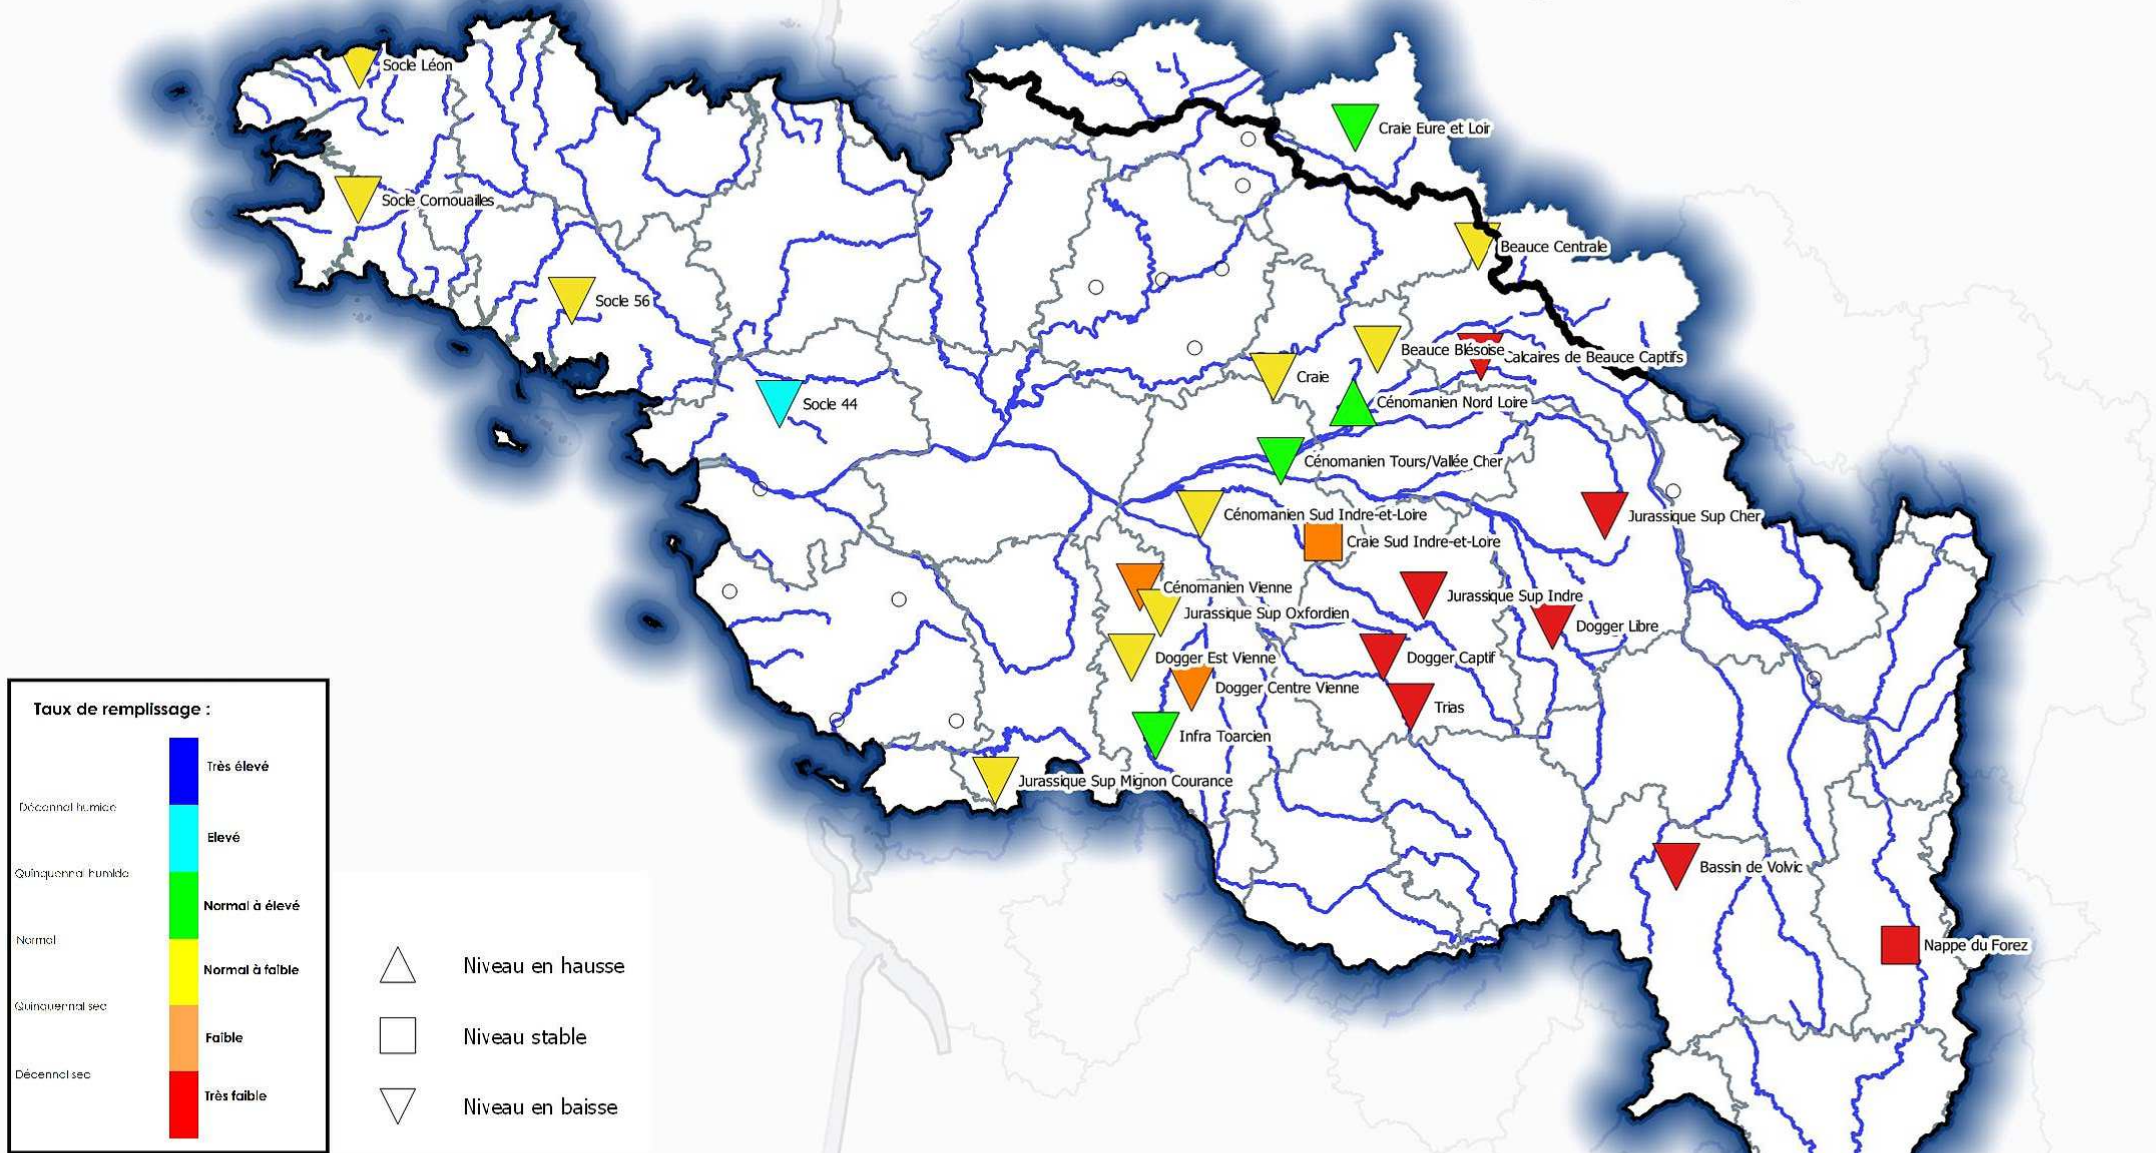 Socle Léon
Craie Eure et Loir
Socle Cornouailles
Beauce Centrale
Socle 56
Beauce Blésoise
Calcaires de Beauce Captifs
Craie
Socle 44
Cénomanien Nord Loire
Cénomanien Tours/Vallée Cher
Cénomanien Sud Indre-et-Loire
Jurassique Sup Cher
Craie Sud Indre-et-Loire
Cénomanien Vienne
Jurassique Sup Indre
Jurassique Sup Oxfordien
Dogger Libre
Dogger Est Vienne
Dogger Captif
Dogger Centre Vienne
Trias
Infra Toarcien
Jurassique Sup Mignon Courance
Bassin de Volvic
Nappe du Forez
Taux de remplissage :
Très élevé
Décennal humide
Elevé
Quinquennal humide
Normal à élevé
Normal
Normal à faible
Quinquennal sec
Faible
Décennal sec
Très faible
Niveau en hausse
Niveau stable
Niveau en baisse